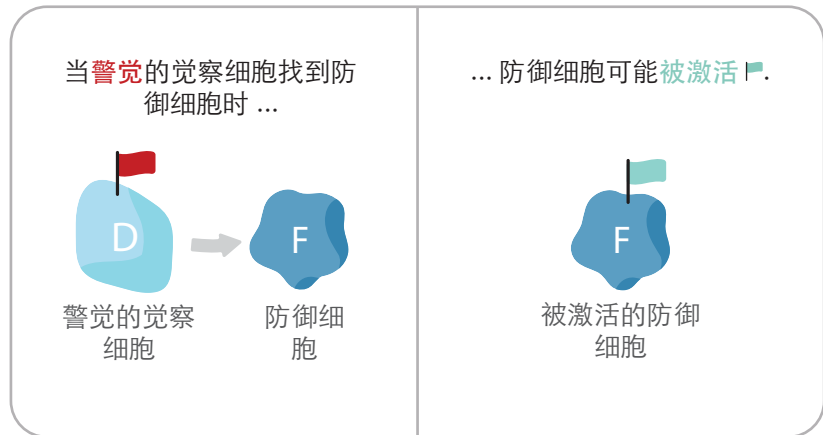 当警觉的觉察细胞找到防
御细胞时 ...
D
F
警觉的觉察
细胞
防御细
胞
... 防御细胞可能被激活.
F
被激活的防御
细胞